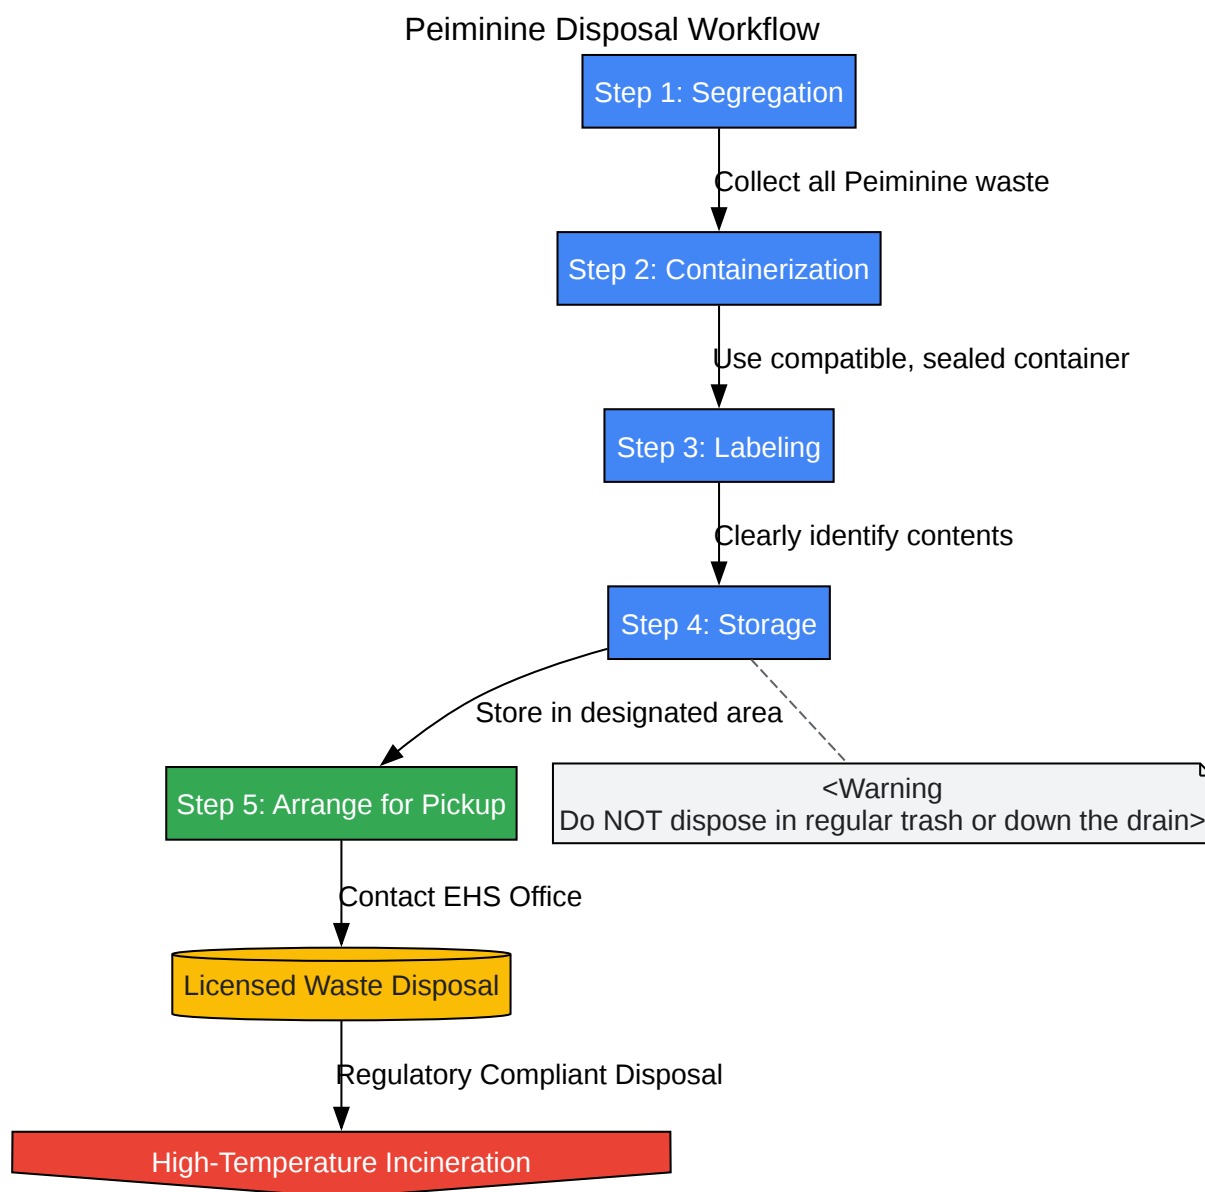 Peiminine Disposal Workflow
Step 1: Segregation
Collect all Peiminine waste
Step 2: Containerization
Use compatible, sealed container
Step 3: Labeling
Clearly identify contents
Step 4: Storage
Store in designated area
Step 5: Arrange for Pickup
<Warning
Do NOT dispose in regular trash or down the drain>
Contact EHS Office
Licensed Waste Disposal
Regulatory Compliant Disposal
High-Temperature Incineration